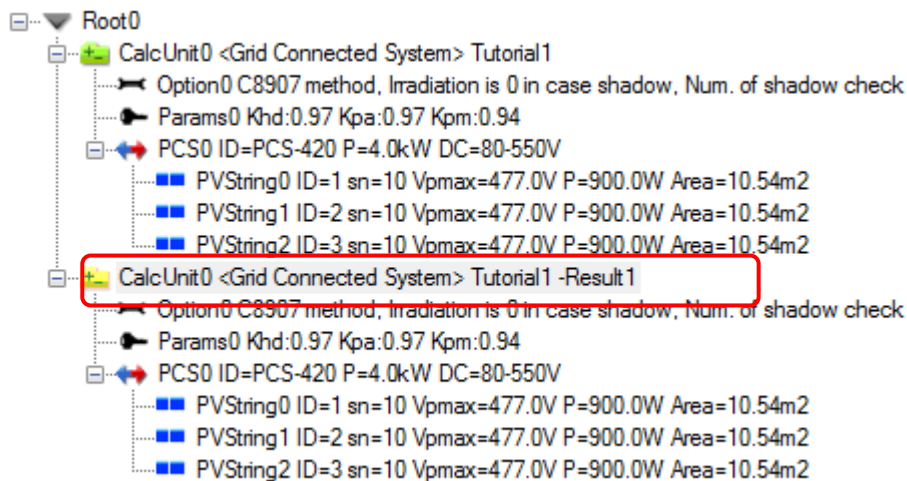 Root0
CalcUnit0 <Grid Connected System> Tutorial1
Option0 C8907 method, Irradiation is 0 in case shadow, Num. of shadow check
Params0 Khd:0.97 Kpa:0.97 Kpm:0.94
PCS0 ID=PCS-420 P=4.0kW DC=80-550V
PVString0 ID=1 sn=10 Vpmax=477.0V P=900.0W Area=10.54m2
PVString1 ID=2 sn=10 Vpmax=477.0V P=900.0W Area=10.54m2
PVString2 ID=3 sn=10 Vpmax=477.0V P=900.0W Area=10.54m2
CalcUnit0 <Grid Connected System> Tutorial1 -Result1
Option0 C8907 method, Irradiation is 0 in case shadow, Num. of shadow check
Params0 Khd:0.97 Kpa:0.97 Kpm:0.94
PCS0 ID=PCS-420 P=4.0kW DC=80-550V
PVString0 ID=1 sn=10 Vpmax=477.0V P=900.0W Area=10.54m2
PVString1 ID=2 sn=10 Vpmax=477.0V P=900.0W Area=10.54m2
PVString2 ID=3 sn=10 Vpmax=477.0V P=900.0W Area=10.54m2